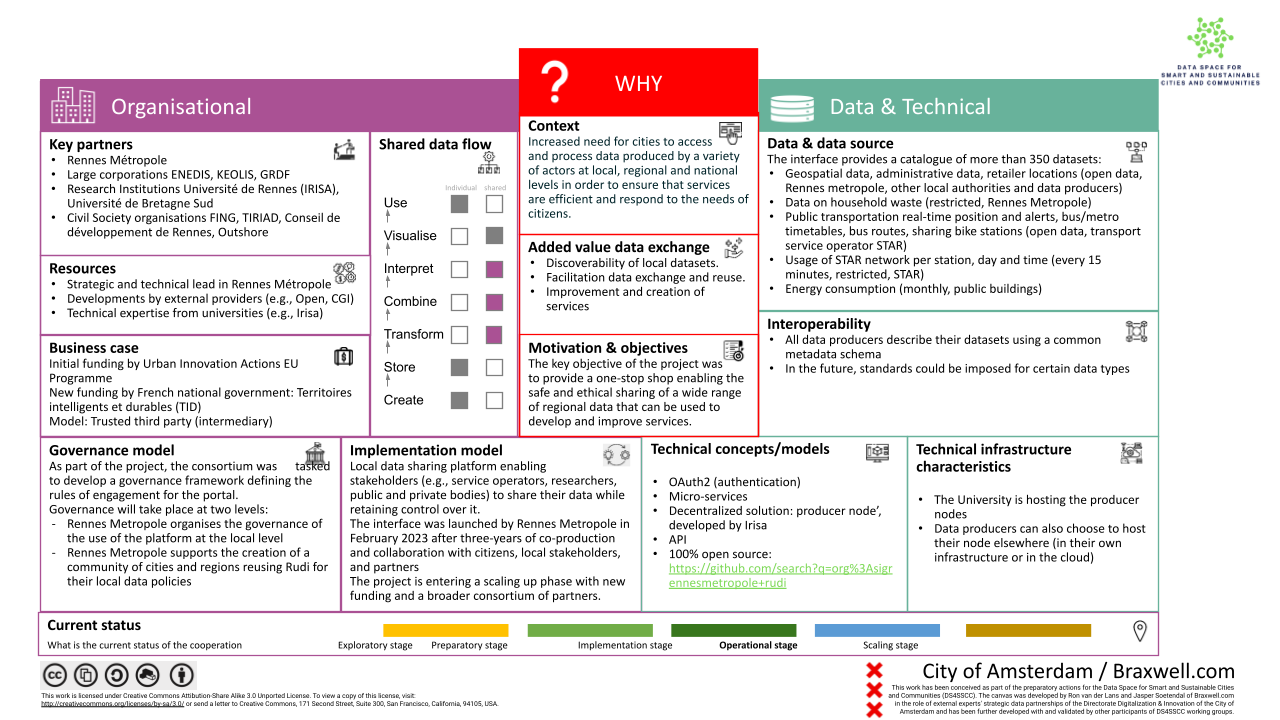 DATA SPACE FOR
SMART AND SUSTAINABLE
CITIES AND COMMUNITIES
Organisational
? WHY
Data & Technical
Key partners
• Rennes Métropole
• Large corporations ENEDIS, KEOLIS, GRDF
• Research Institutions Université de Rennes (IRISA),
Université de Bretagne Sud
• Civil Society organisations FING, TIRIAD, Conseil de
développement de Rennes, Outshore
Resources
• Strategic and technical lead in Rennes Métropole
• Developments by external providers (e.g., Open, CGI)
• Technical expertise from universities (e.g., Irisa)
Business case
Initial funding by Urban Innovation Actions EU
Programme
New funding by French national government: Territoires
intelligents et durables (TID)
Model: Trusted third party (intermediary)
Shared data flow
Individual shared
Use
Visualise
Interpret
Combine
Transform
Store
Create
Context
Increased need for cities to access
and process data produced by a variety
of actors at local, regional and national
levels in order to ensure that services
are efficient and respond to the needs of
citizens.
Added value data exchange
• Discoverability of local datasets.
• Facilitation data exchange and reuse.
• Improvement and creation of
services
Motivation & objectives
The key objective of the project was
to provide a one-stop shop enabling the
safe and ethical sharing of a wide range
of regional data that can be used to
develop and improve services.
Data & data source
The interface provides a catalogue of more than 350 datasets:
• Geospatial data, administrative data, retailer locations (open data,
Rennes metropole, other local authorities and data producers)
• Data on household waste (restricted, Rennes Metropole)
• Public transportation real-time position and alerts, bus/metro
timetables, bus routes, sharing bike stations (open data, transport
service operator STAR)
• Usage of STAR network per station, day and time (every 15
minutes, restricted, STAR)
• Energy consumption (monthly, public buildings)
Interoperability
• All data producers describe their datasets using a common
metadata schema
• In the future, standards could be imposed for certain data types
Governance model
As part of the project, the consortium was tasked
to develop a governance framework defining the
rules of engagement for the portal.
Governance will take place at two levels:
- Rennes Metropole organises the governance of
the use of the platform at the local level
- Rennes Metropole supports the creation of a
community of cities and regions reusing Rudi for
their local data policies
Implementation model
Local data sharing platform enabling
stakeholders (e.g., service operators, researchers,
public and private bodies) to share their data while
retaining control over it.
The interface was launched by Rennes Metropole in
February 2023 after three-years of co-production
and collaboration with citizens, local stakeholders,
and partners
The project is entering a scaling up phase with new
funding and a broader consortium of partners.
Technical concepts/models
• OAuth2 (authentication)
• Micro-services
• Decentralized solution: producer node’,
developed by Irisa
• API
• 100% open source:
https://github.com/search?q=org%3Asigr
ennesmetropole+rudi
Technical infrastructure
characteristics
• The University is hosting the producer
nodes
• Data producers can also choose to host
their node elsewhere (in their own
infrastructure or in the cloud)
Current status
What is the current status of the cooperation
Exploratory stage Preparatory stage Implementation stage Operational stage Scaling stage
cc
This work is licensed under Creative Commons Attibution-Share Alike 3.0 Unported License. To view a copy of this license, visit:
http://creativecommons.org/licenses/by-sa/3.0/ or send a letter to Creative Commons, 171 Second Street, Suite 300, San Francisco, California, 94105, USA.
City of Amsterdam / Braxwell.com
This work has been conceived as part of the preparatory actions for the Data Space for Smart and Sustainable Cities
and Communities (DS4SSCC). The canvas was developed by Ron van der Lans and Jasper Soetendal of Braxwell.com
in the role of external experts' strategic data partnerships of the Directorate Digitalization & Innovation of the City of
Amsterdam and has been further developed with and validated by other participants of DS4SSCC working groups.